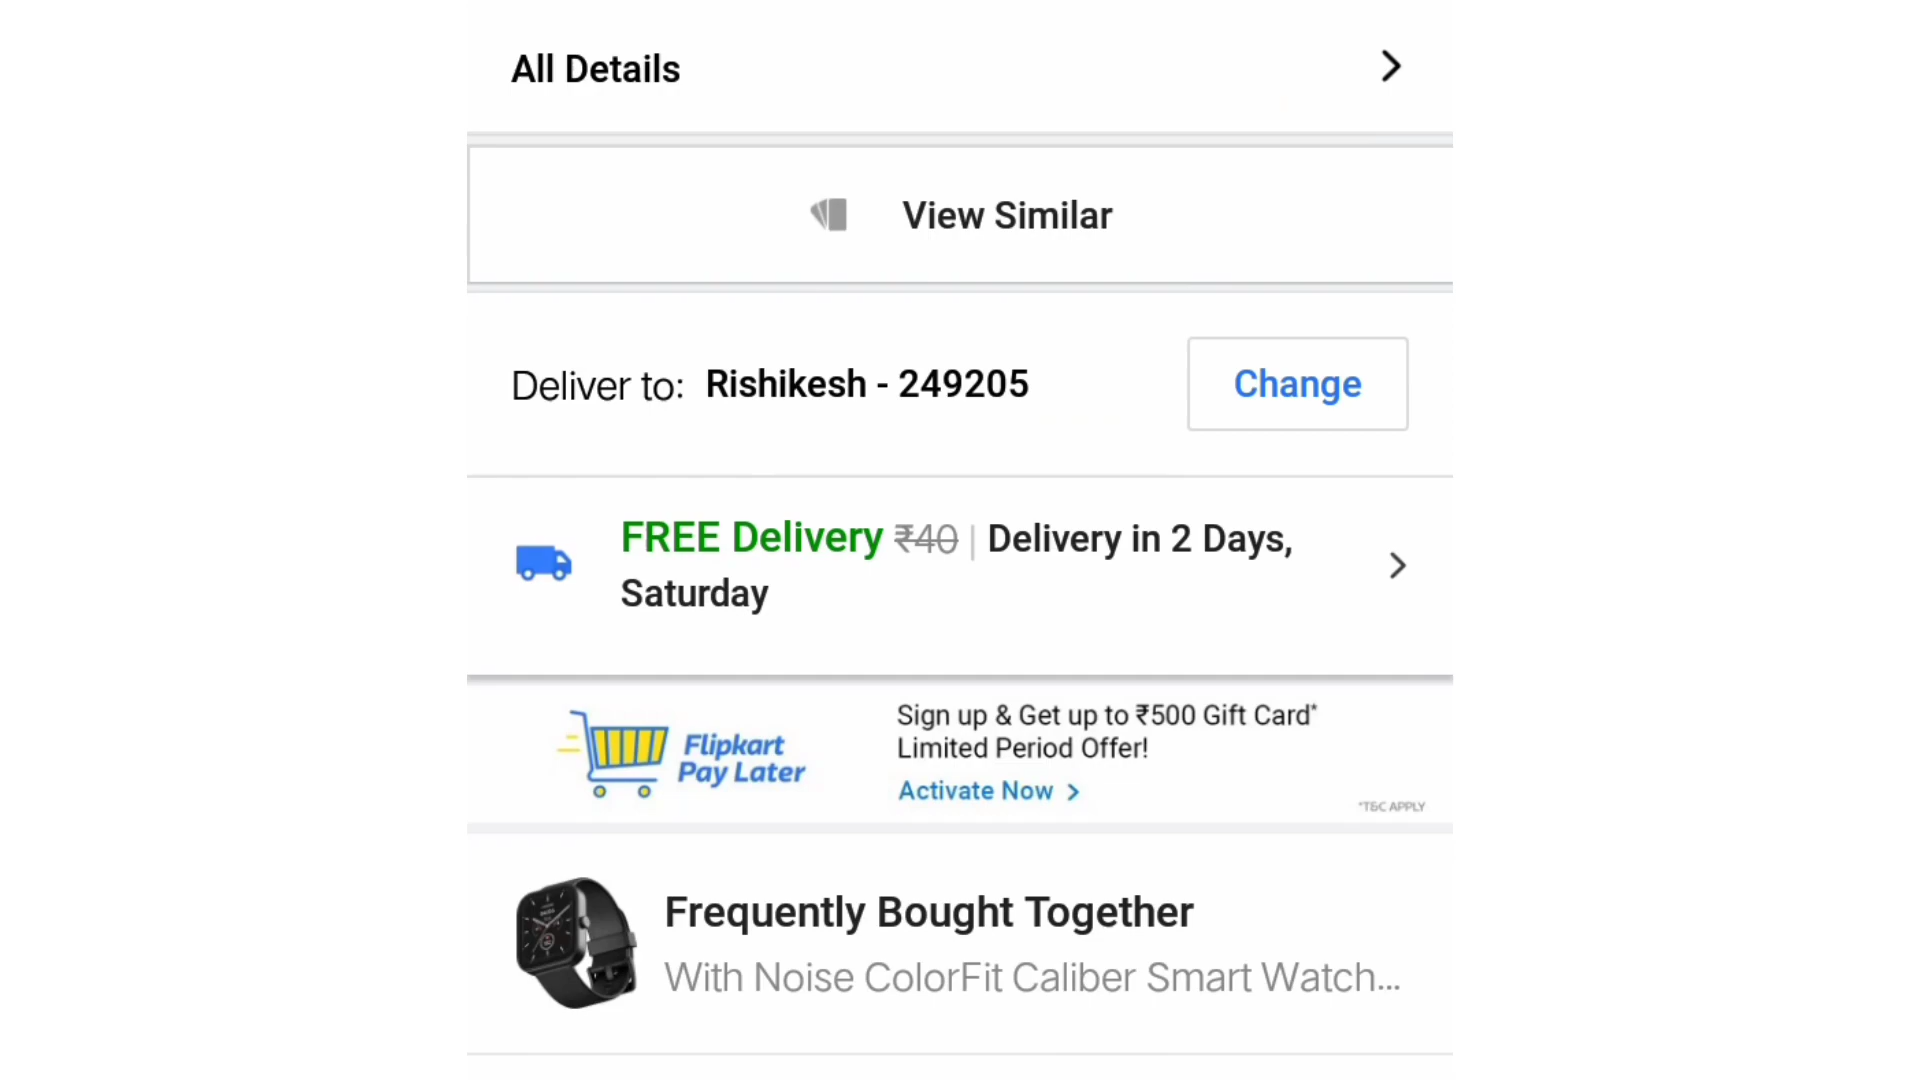 All Details
View Similar
Deliver to: Rishikesh - 249205 Change
FREE Delivery ₹40 | Delivery in 2 Days,
Saturday
Flipkart
Pay Later
Sign up & Get up to ₹500 Gift Card*
Limited Period Offer!
Activate Now >
*T&C APPLY
Frequently Bought Together
With Noise ColorFit Caliber Smart Watch...